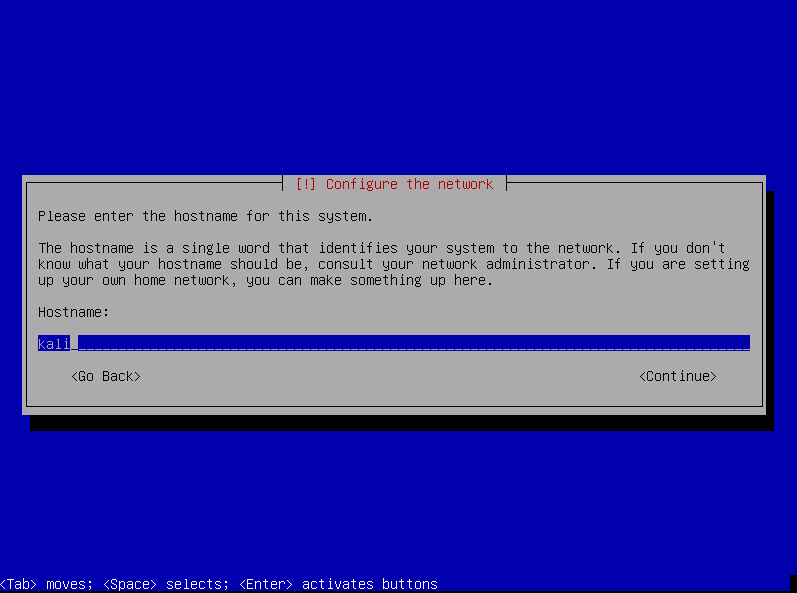 [!] Configure the network
Please enter the hostname for this system.
The hostname is a single word that identifies your system to the network. If you don't
know what your hostname should be, consult your network administrator. If you are setting
up your own home network, you can make something up here.
Hostname:
kali
<Go Back> <Continue>
<Tab> moves; <Space> selects; <Enter> activates buttons